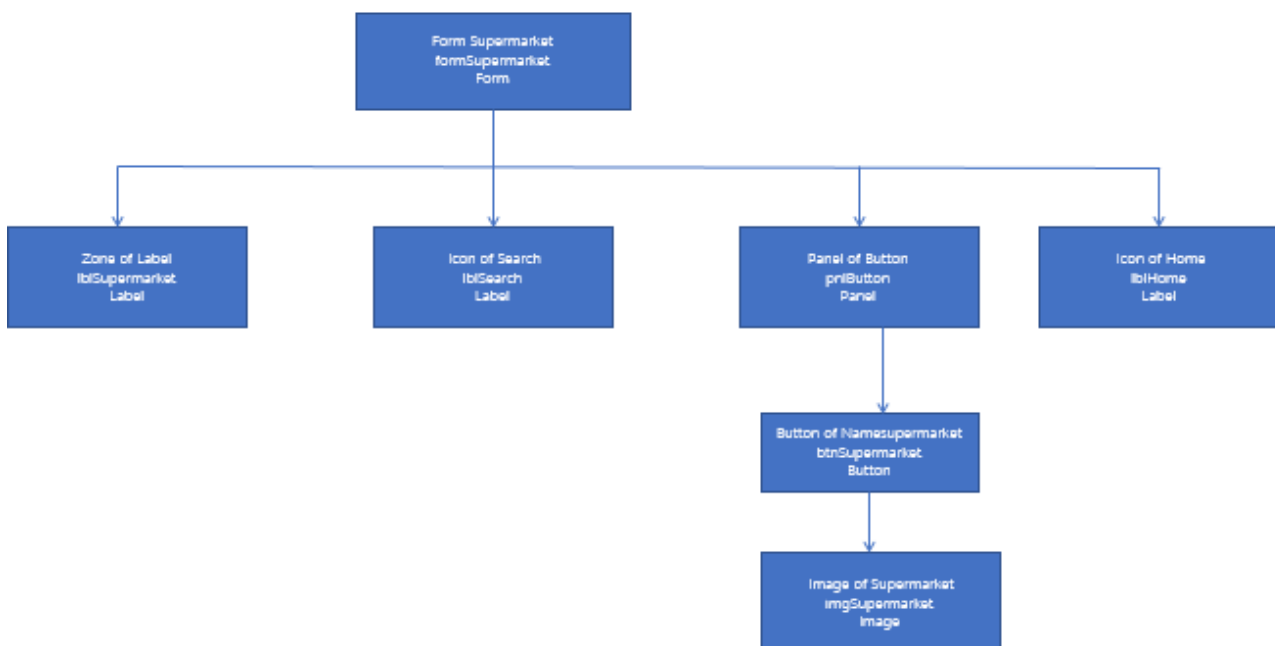 Form Supermarket
formSupermarket
Form
Zone of Label
lblSupermarket
Label
Icon of Search
lblSearch
Label
Panel of Button
pnlButton
Panel
Icon of Home
lblHome
Label
Button of Namesupermarket
btnSupermarket
Button
Image of Supermarket
imgSupermarket
Image